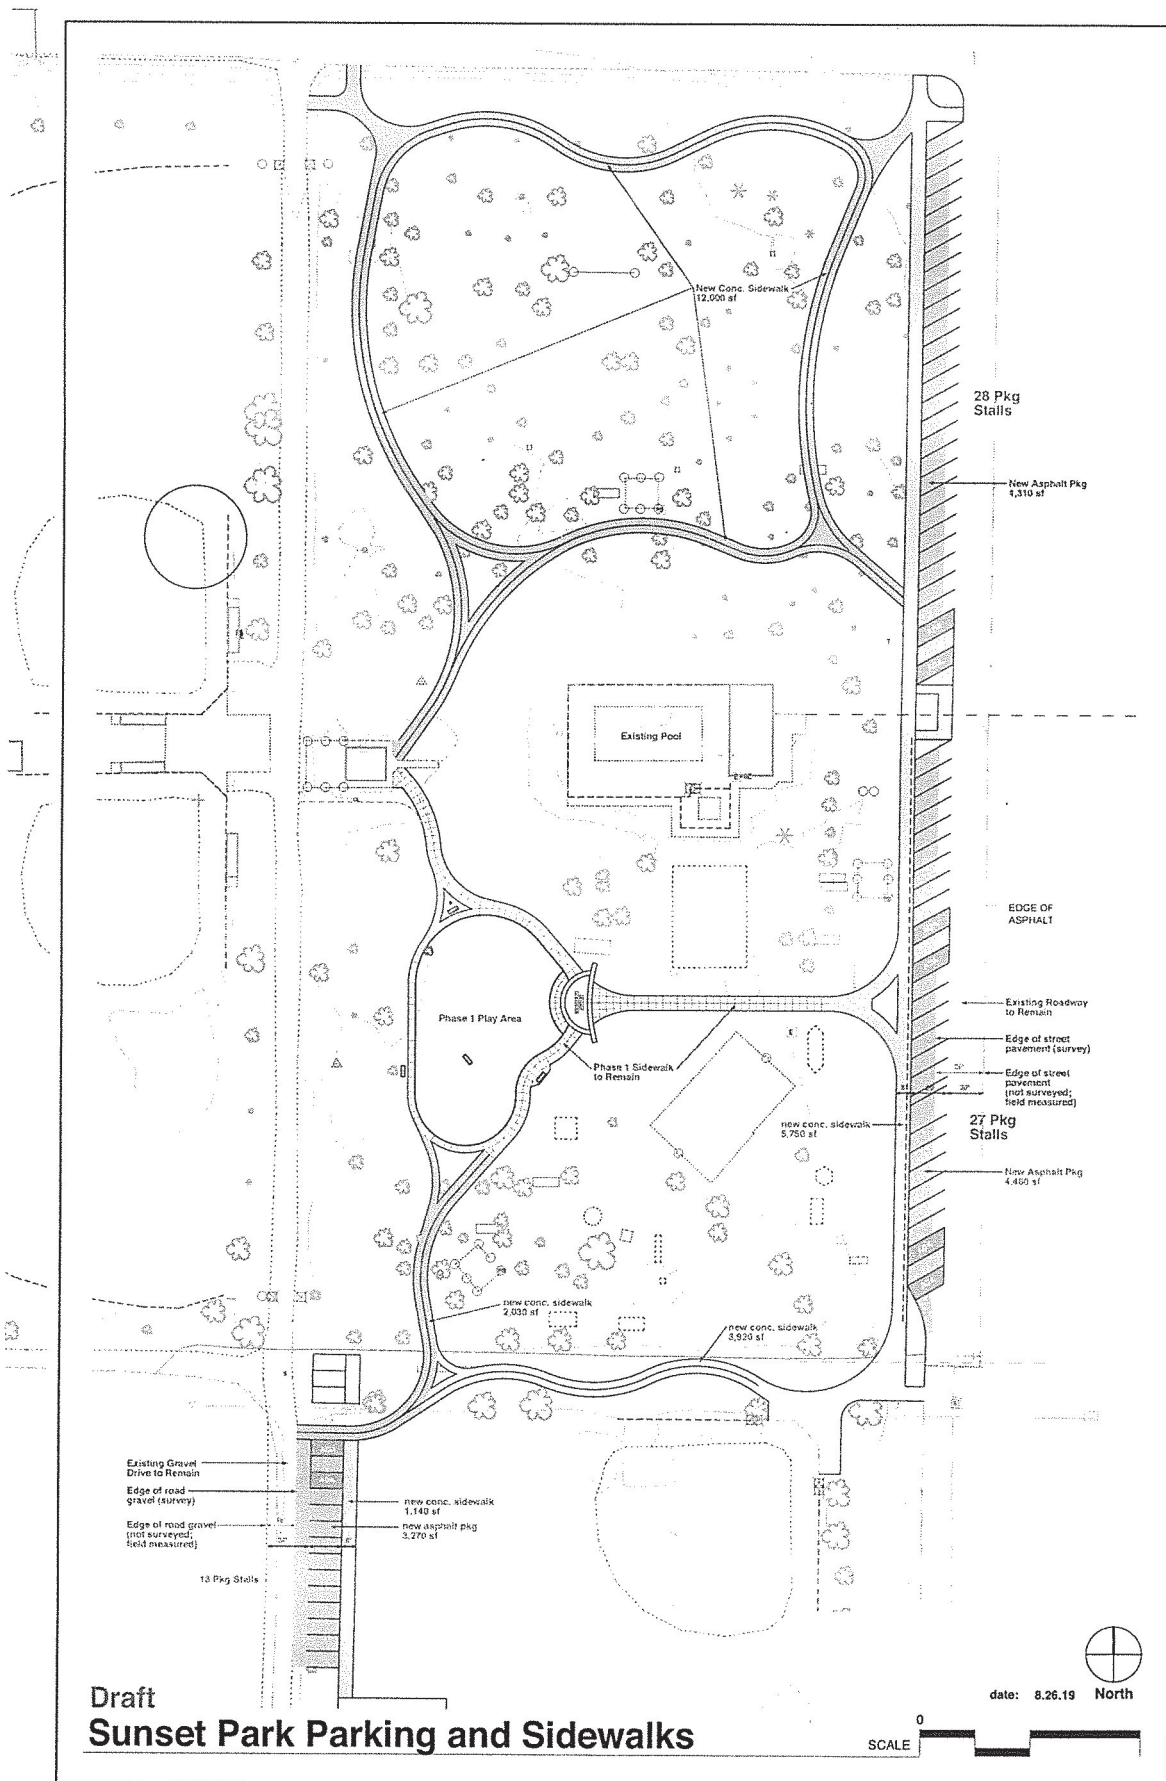 New Conc. Sidewalk
12,000 sf
28 Pkg
Stalls
New Asphalt Pkg
4,310 sf
Existing Pool
EDGE OF
ASPHALT
Existing Roadway
to Remain
Phase 1 Play Area
Edge of street
pavement (survey)
Phase 1 Sidewalk
to Remain
Edge of street
pavement
(not surveyed;
field measured)
new conc. sidewalk
5,750 sf
27 Pkg
Stalls
New Asphalt Pkg
4,460 sf
new conc. sidewalk
2,030 sf
new conc. sidewalk
3,920 sf
Existing Gravel
Drive to Remain
Edge of road
gravel (survey)
new conc. sidewalk
1,140 sf
Edge of road gravel
(not surveyed;
field measured)
new asphalt pkg
3,270 sf
13 Pkg Stalls
Draft
Sunset Park Parking and Sidewalks
date: 8.26.19 North
0
SCALE